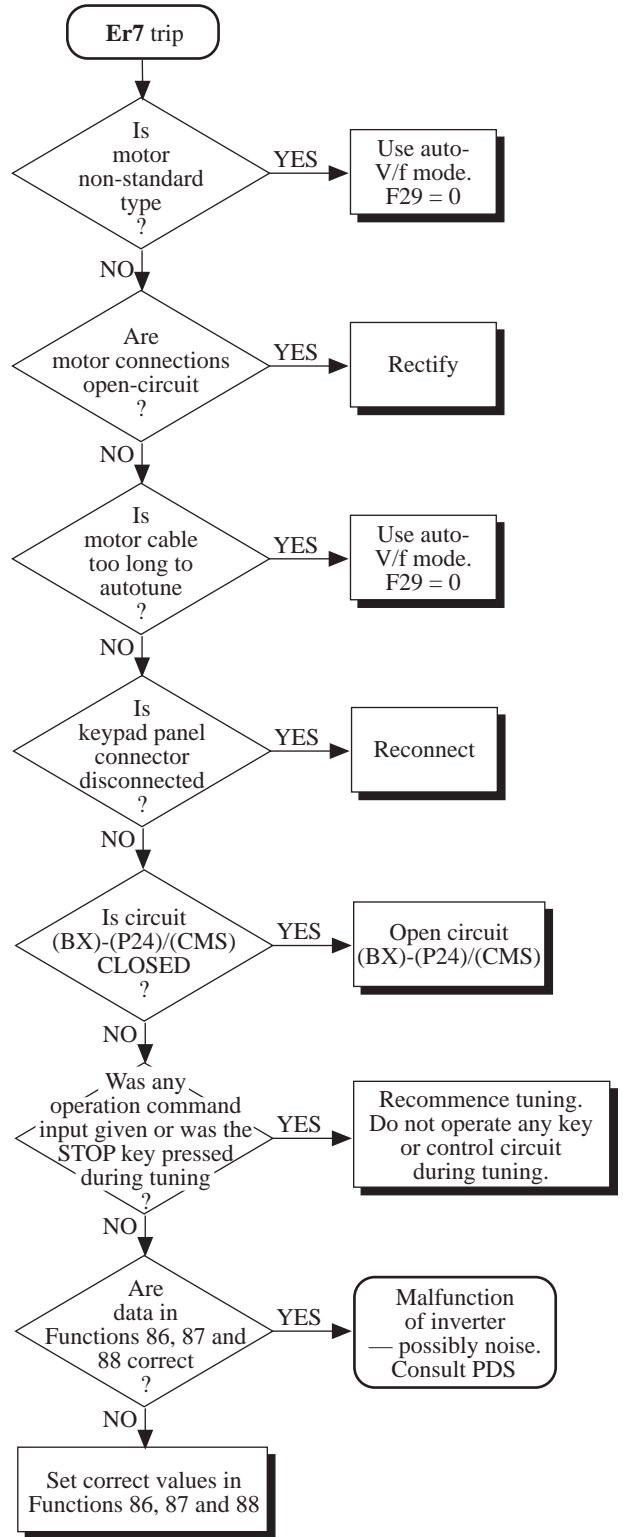 Er7 trip
Is
motor
non-standard
type
?
YES
Use auto-
V/f mode.
F29 = 0
NO
Are
motor connections
open-circuit
?
YES
Rectify
NO
Is
motor cable
too long to
autotune
?
YES
Use auto-
V/f mode.
F29 = 0
NO
Is
keypad panel
connector
disconnected
?
YES
Reconnect
NO
Is circuit
(BX)-(P24)/(CMS)
CLOSED
?
YES
Open circuit
(BX)-(P24)/(CMS)
NO
Was any
operation command
input given or was the
STOP key pressed
during tuning
?
YES
Recommence tuning.
Do not operate any key
or control circuit
during tuning.
NO
Are
data in
Functions 86, 87 and
88 correct
?
YES
Malfunction
of inverter
— possibly noise.
Consult PDS
NO
Set correct values in
Functions 86, 87 and 88